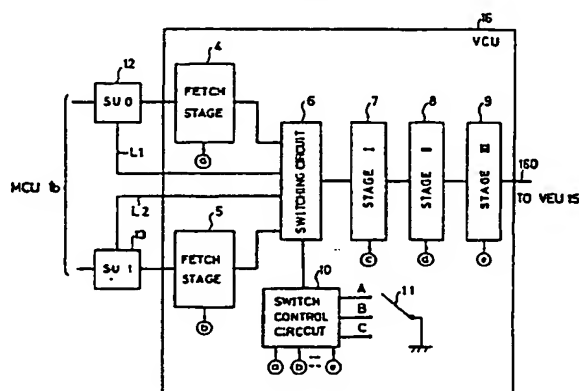 16
VCU
12
4
SU 0
FETCH STAGE
6
7
8
9
SWITCHING CIRCUIT
STAGE I
STAGE II
STAGE III
L1
a
160
TO VEU 15
MCU 1b
L2
5
13
SU 1
FETCH STAGE
c
d
e
10
11
SWITCH CONTROL CIRCCUT
A
B
C
b
a b -- e